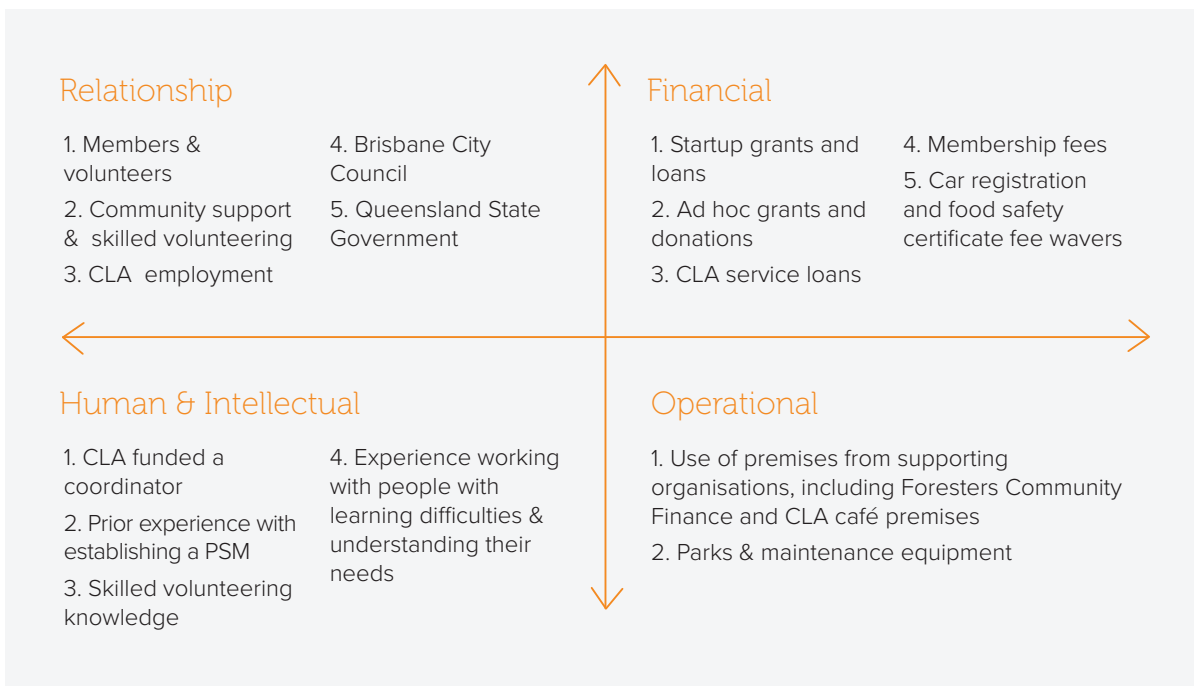 Relationship
1. Members &
volunteers
2. Community support
& skilled volunteering
3. CLA employment
4. Brisbane City
Council
5. Queensland State
Government
Financial
1. Startup grants and
loans
2. Ad hoc grants and
donations
3. CLA service loans
4. Membership fees
5. Car registration
and food safety
certificate fee wavers
Human & Intellectual
1. CLA funded a
coordinator
2. Prior experience with
establishing a PSM
3. Skilled volunteering
knowledge
4. Experience working
with people with
learning difficulties &
understanding their
needs
Operational
1. Use of premises from supporting
organisations, including Foresters Community
Finance and CLA café premises
2. Parks & maintenance equipment